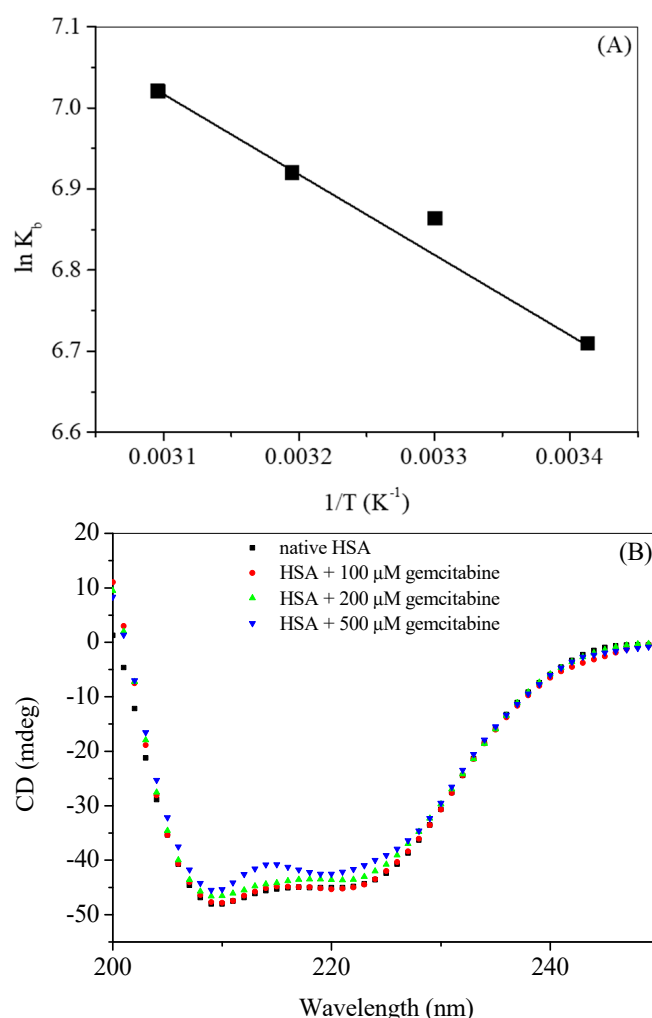 (A)
7.1
7.0
6.9
6.8
6.7
6.6
ln K_b
0.0031 0.0032 0.0033 0.0034
1/T (K⁻¹)
(B)
native HSA
HSA + 100 μM gemcitabine
HSA + 200 μM gemcitabine
HSA + 500 μM gemcitabine
20
10
0
-10
-20
-30
-40
-50
CD (mdeg)
200 220 240
Wavelength (nm)